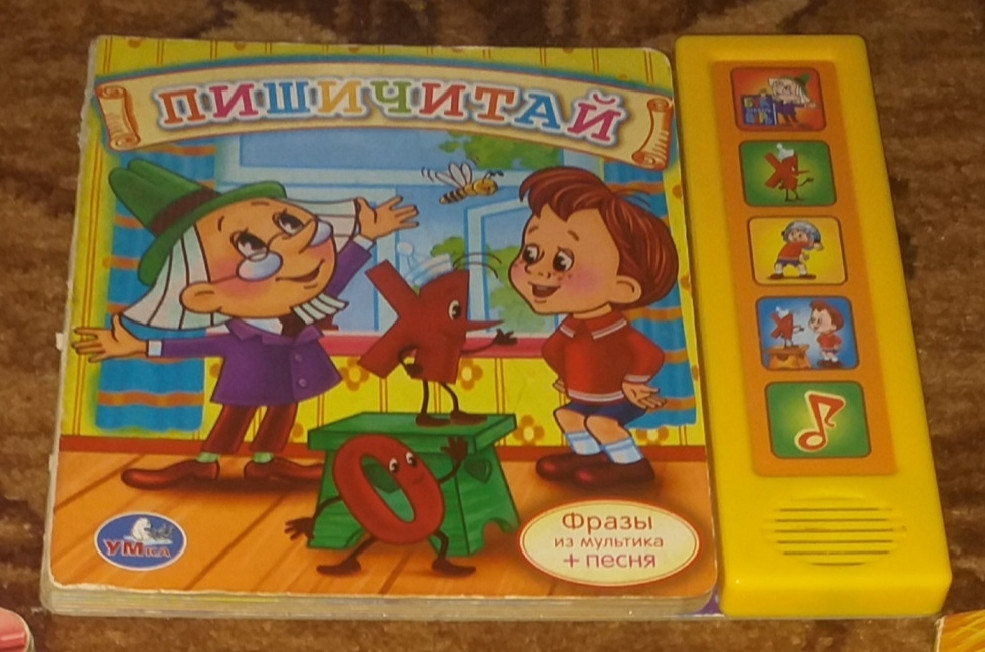 ПИШИЧИТАЙ
Фразы
из мультика
+ песня
УМка